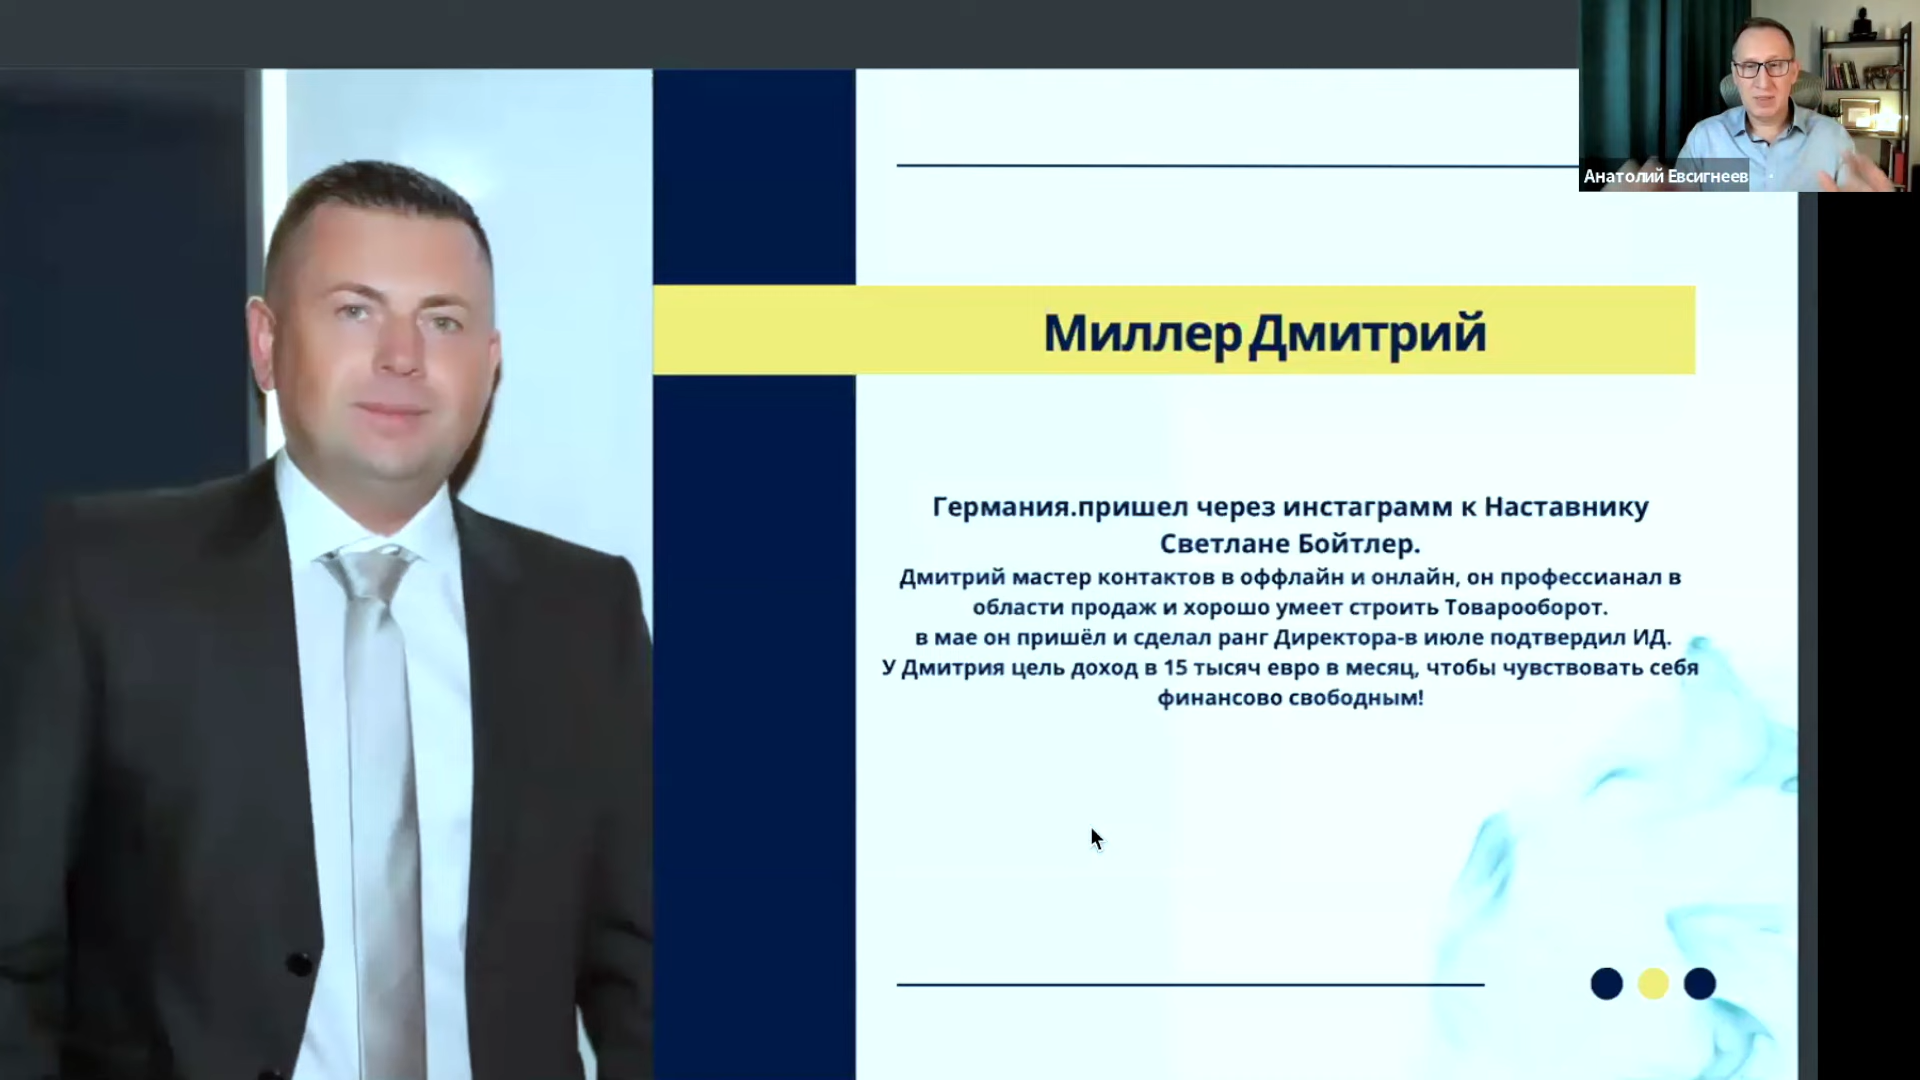 Анатолий Евсигнеев
Миллер Дмитрий
Германия.пришел через инстаграмм к Наставнику
Светлане Бойтлер.
Дмитрий мастер контактов в оффлайн и онлайн, он профессианал в
области продаж и хорошо умеет строить Товарооборот.
в мае он пришёл и сделал ранг Директора-в июле подтвердил ИД.
У Дмитрия цель доход в 15 тысяч евро в месяц, чтобы чувствовать себя
финансово свободным!